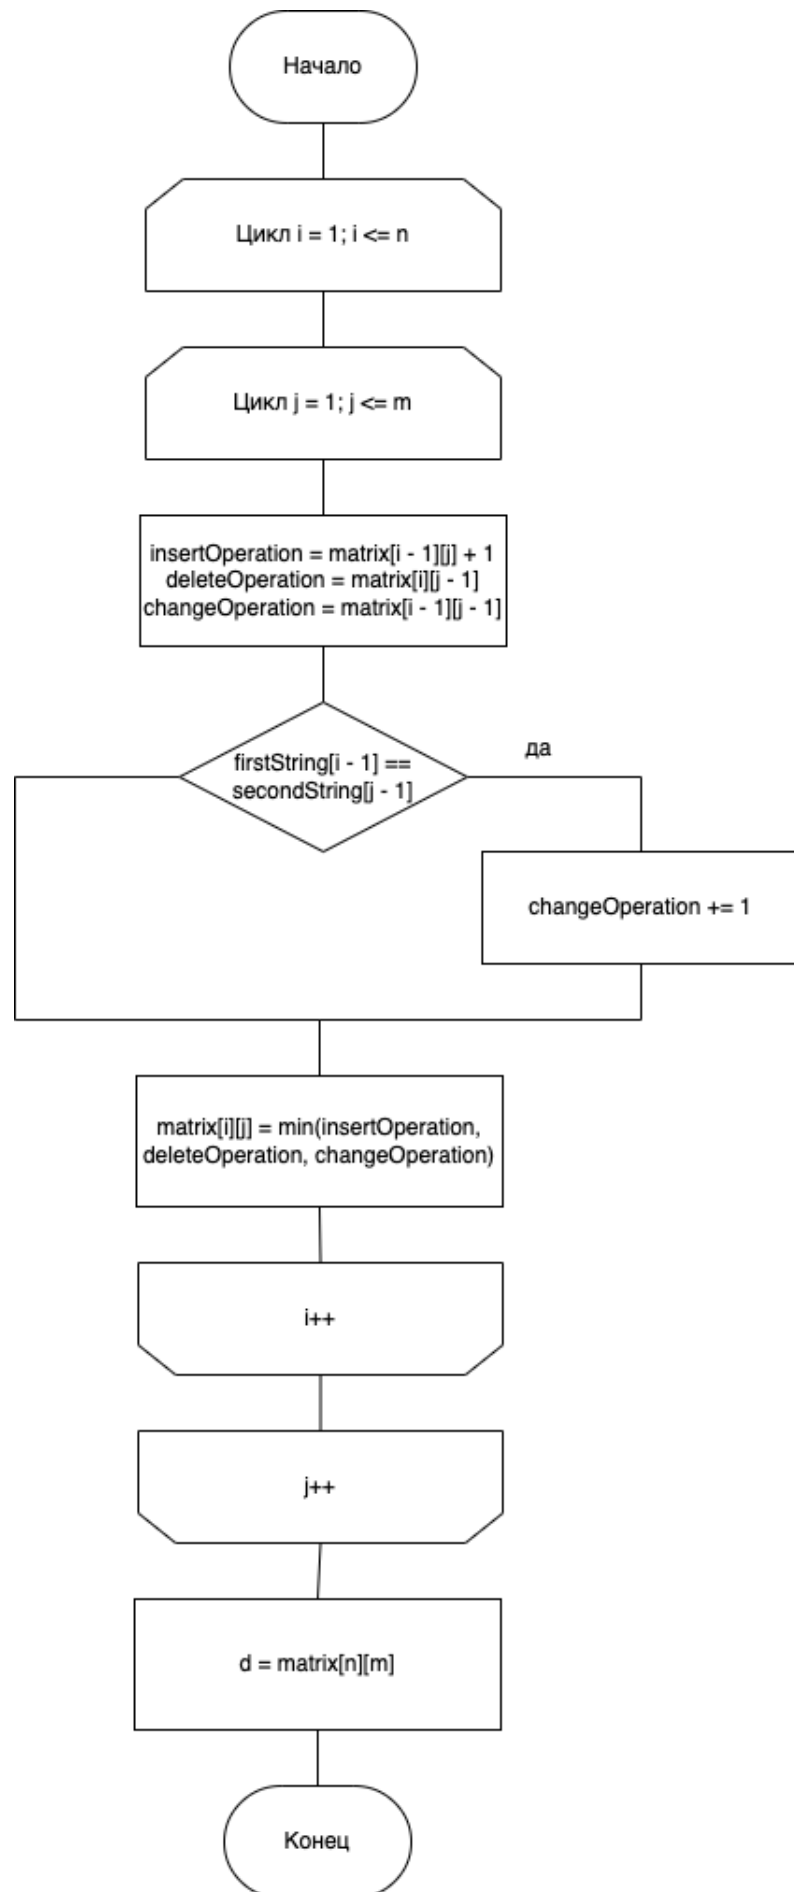 Начало
Цикл i = 1; i <= n
Цикл j = 1; j <= m
insertOperation = matrix[i - 1][j] + 1
deleteOperation = matrix[i][j - 1]
changeOperation = matrix[i - 1][j - 1]
firstString[i - 1] ==
secondString[j - 1]
да
changeOperation += 1
matrix[i][j] = min(insertOperation,
deleteOperation, changeOperation)
i++
j++
d = matrix[n][m]
Конец